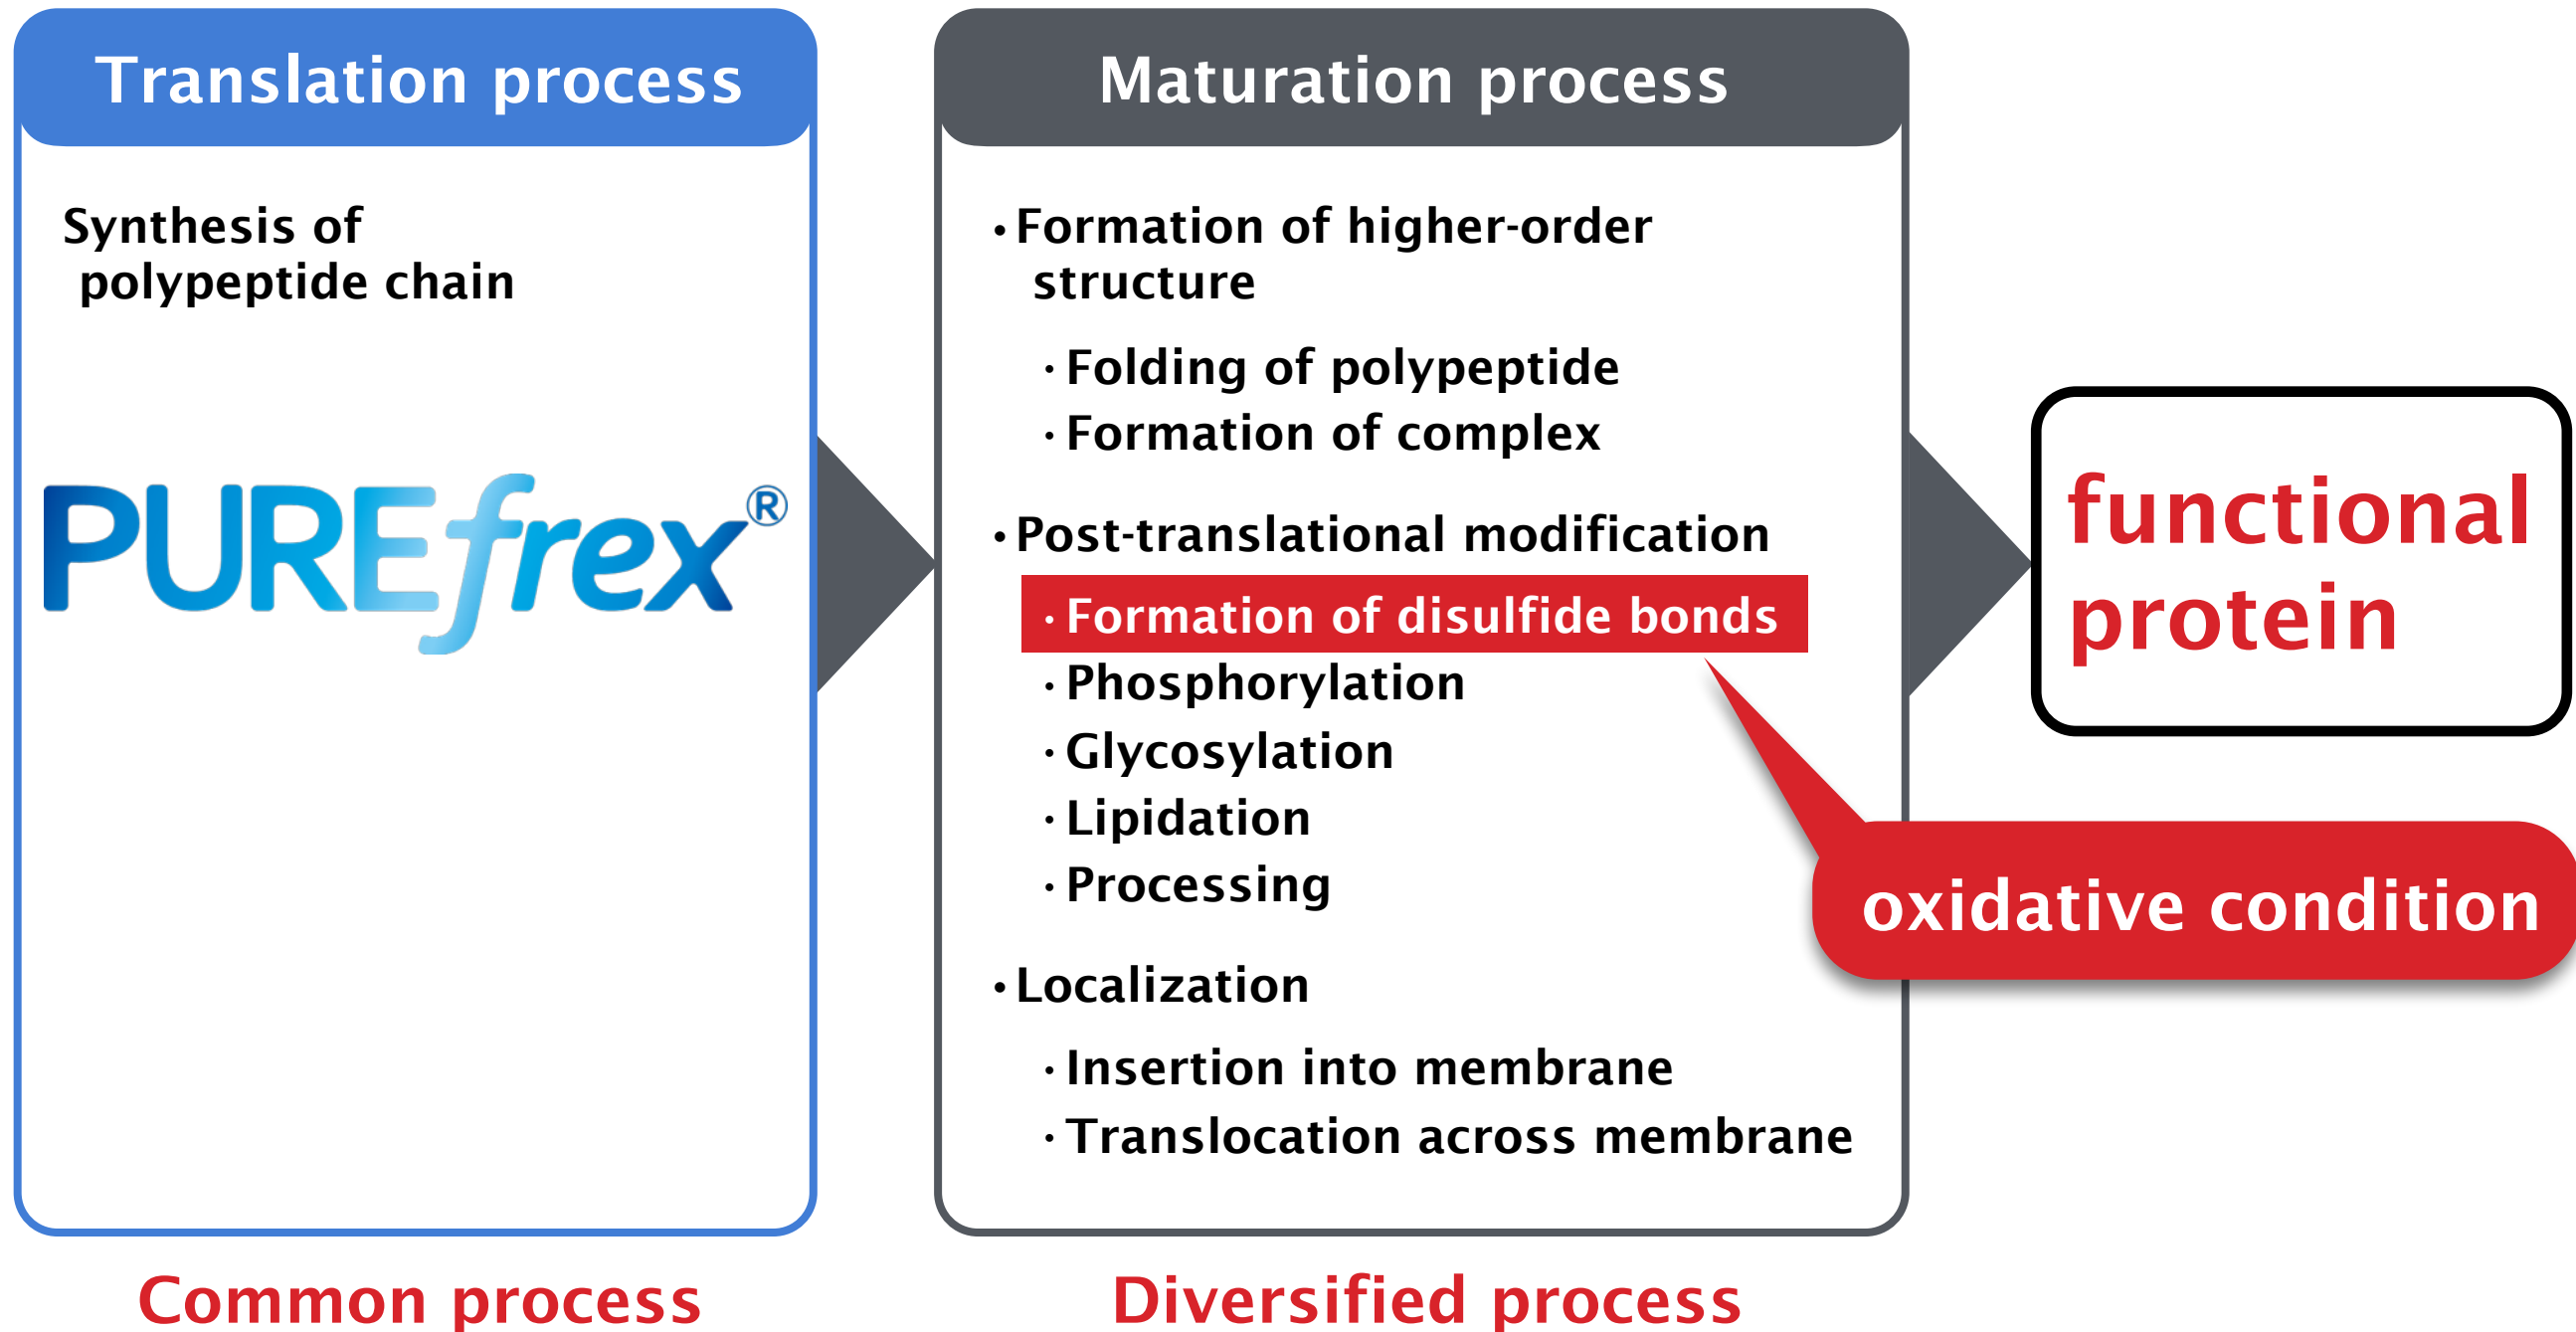 Translation process
Synthesis of
polypeptide chain
PUREfrex®
Common process
Maturation process
・Formation of higher-order
structure
・Folding of polypeptide
・Formation of complex
・Post-translational modification
・Formation of disulfide bonds
・Phosphorylation
・Glycosylation
・Lipidation
・Processing
・Localization
・Insertion into membrane
・Translocation across membrane
Diversified process
functional
protein
oxidative condition